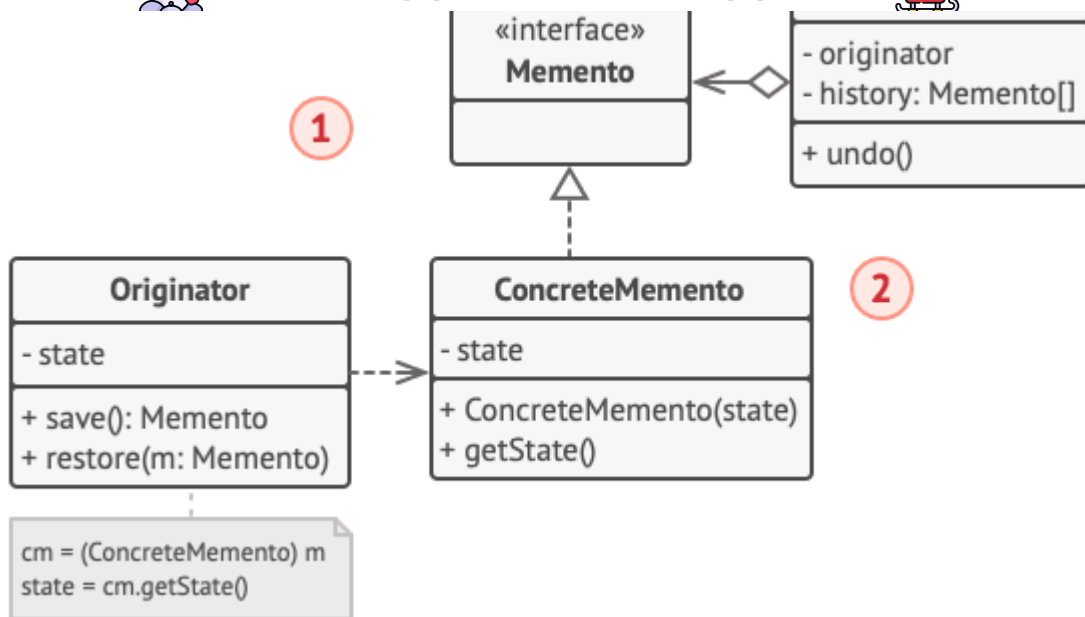 «interface»
Memento
- originator
- history: Memento[]
+ undo()
1
Originator
- state
+ save(): Memento
+ restore(m: Memento)
ConcreteMemento
- state
+ ConcreteMemento(state)
+ getState()
2
cm = (ConcreteMemento) m
state = cm.getState()